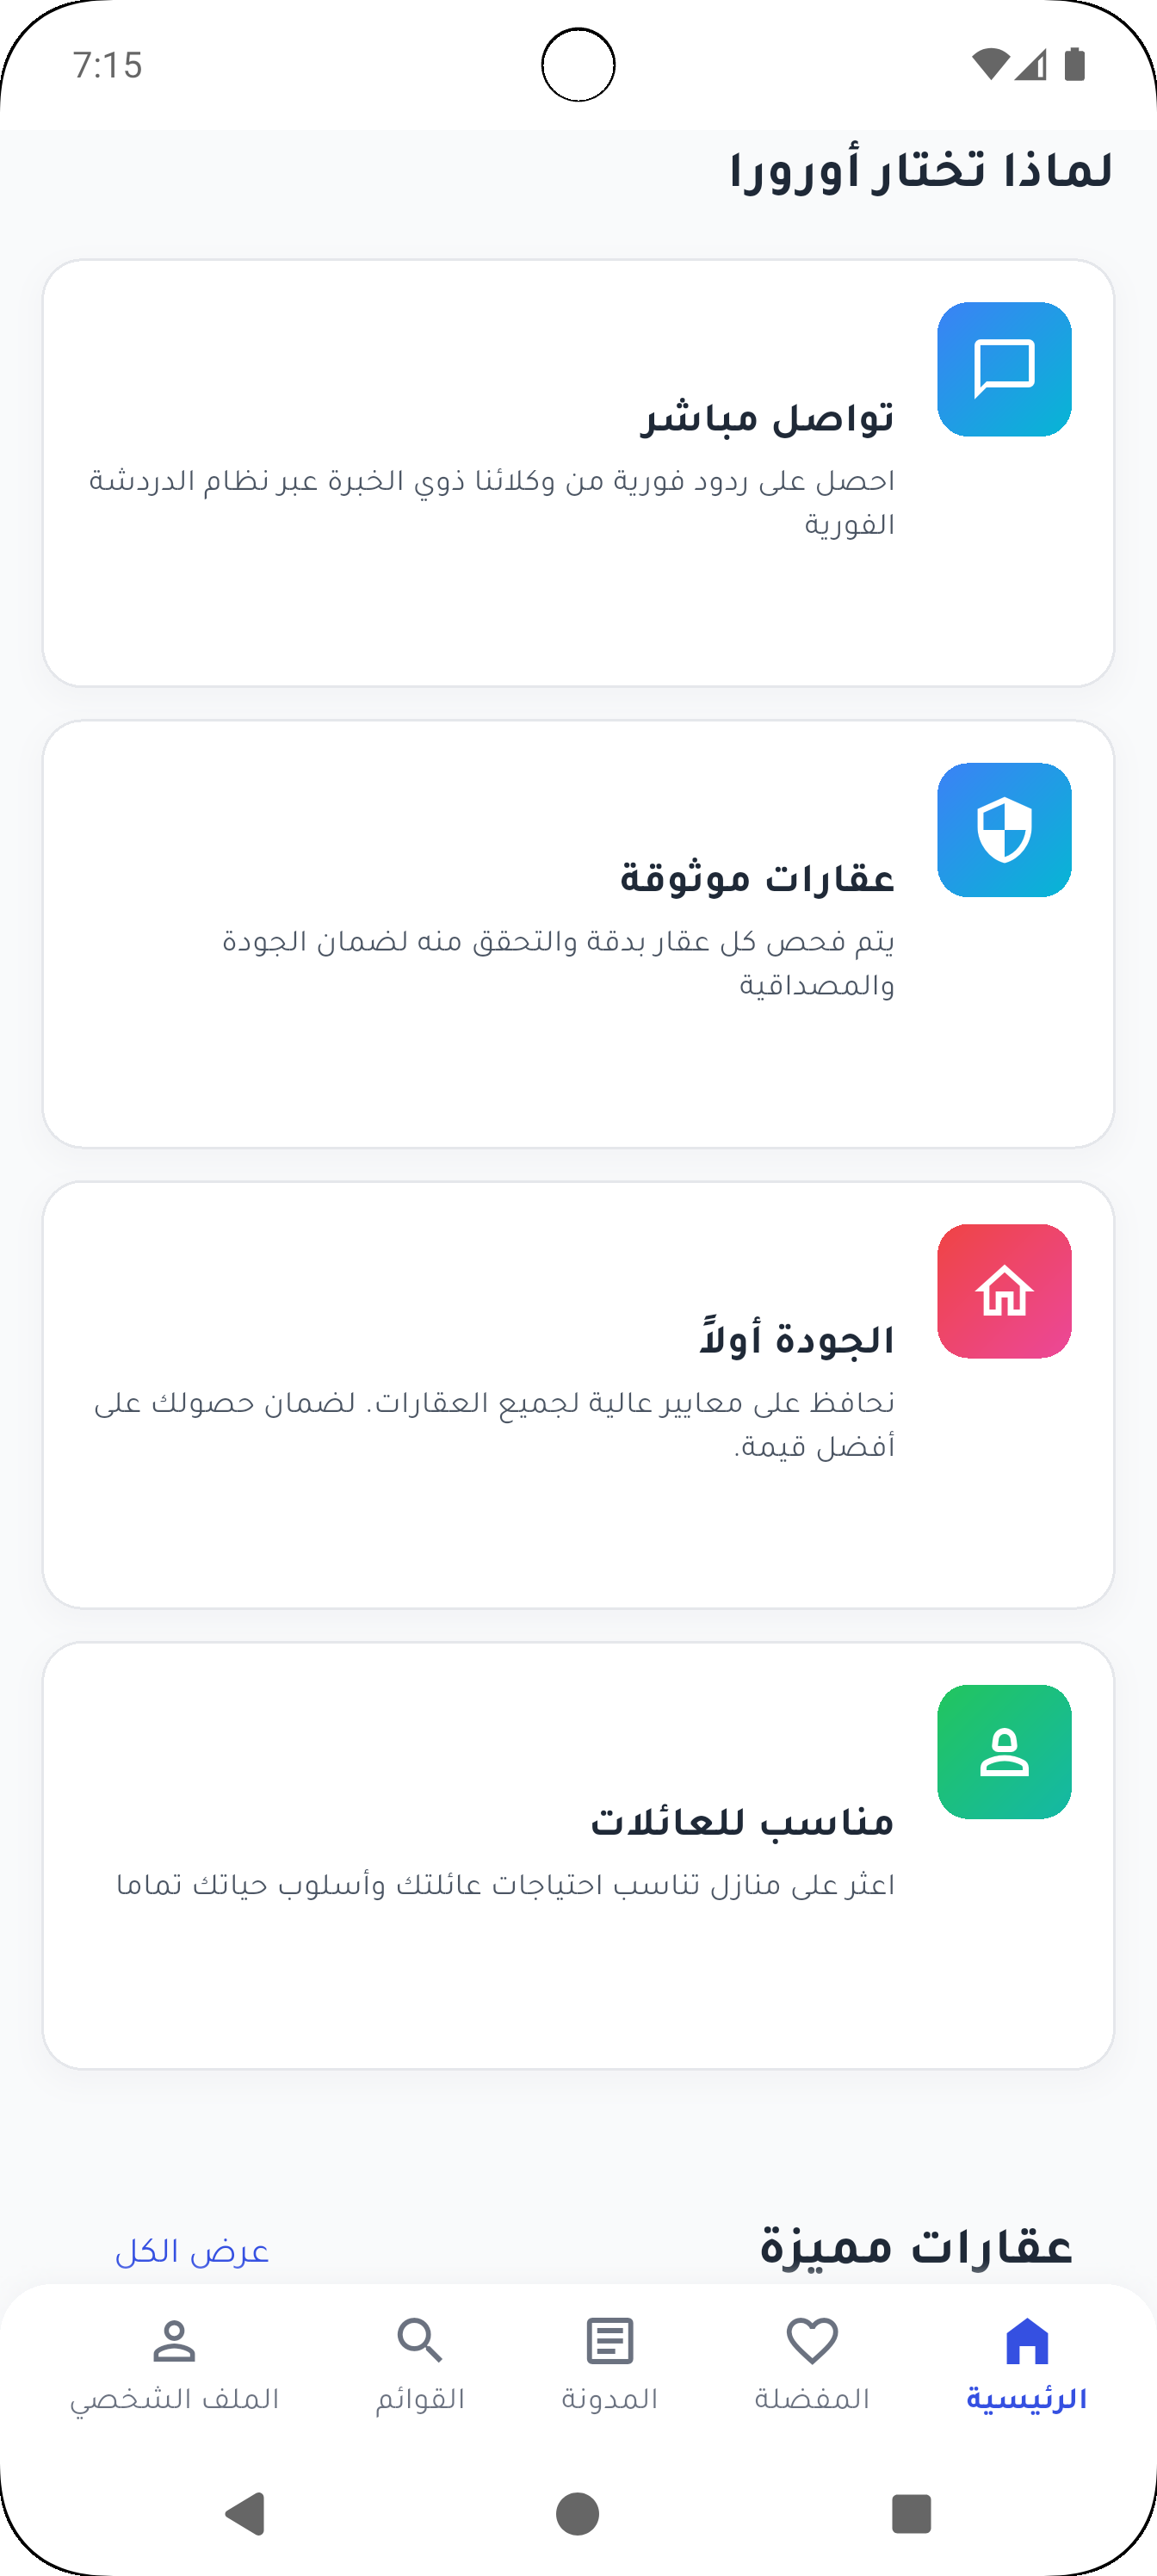 7:15
لماذا تختار أورورا
تواصل مباشر
احصل على ردود فورية من وكلائنا ذوي الخبرة عبر نظام الدردشة
الفورية
عقارات موثوقة
يتم فحص كل عقار بدقة والتحقق منه لضمان الجودة
والمصداقية
الجودة أولاً
نحافظ على معايير عالية لجميع العقارات. لضمان حصولك على
أفضل قيمة.
مناسب للعائلات
اعثر على منازل تناسب احتياجات عائلتك وأسلوب حياتك تماما
عقارات مميزة
عرض الكل
الرئيسية
المفضلة
المدونة
القوائم
الملف الشخصي